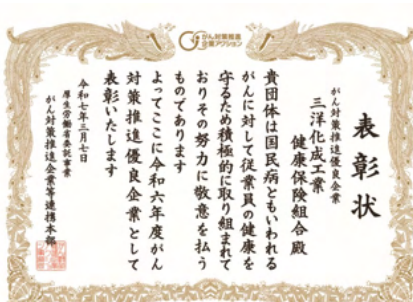 がん対策推進
企業アクション
表彰状
がん対策推進優良企業
三洋化成工業
健康保険組合殿
貴団体は国民病ともいわれる
がんに対して従業員の健康を
守るため積極的に取り組まれて
おりその努力に敬意を払う
ものであります
よってここに令和六年度がん
対策推進優良企業として
表彰いたします
令和七年三月七日
厚生労働省委託事業
がん対策推進企業等連携本部